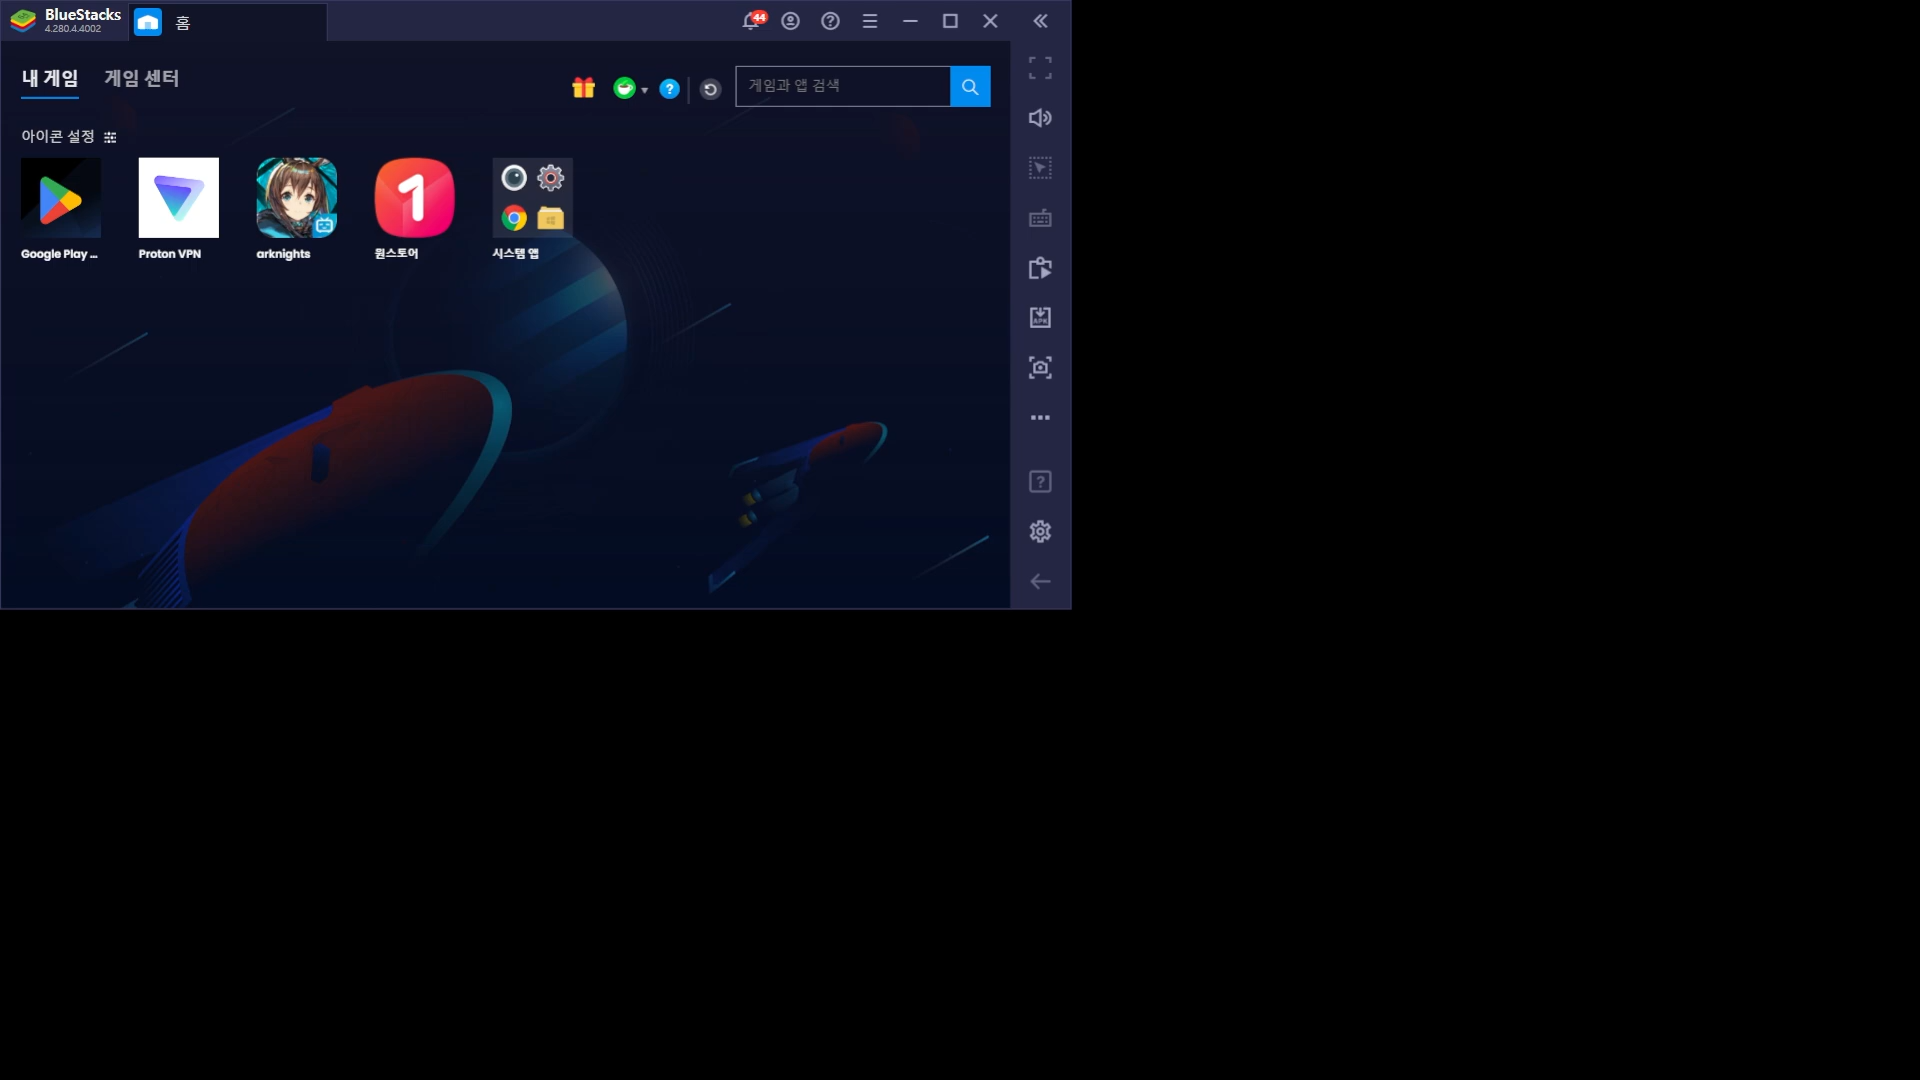 BlueStacks
4.280.4.4002
홈
44
내 게임
게임 센터
게임과 앱 검색
아이콘 설정
Google Play ...
Proton VPN
arknights
원스토어
시스템 앱
APK